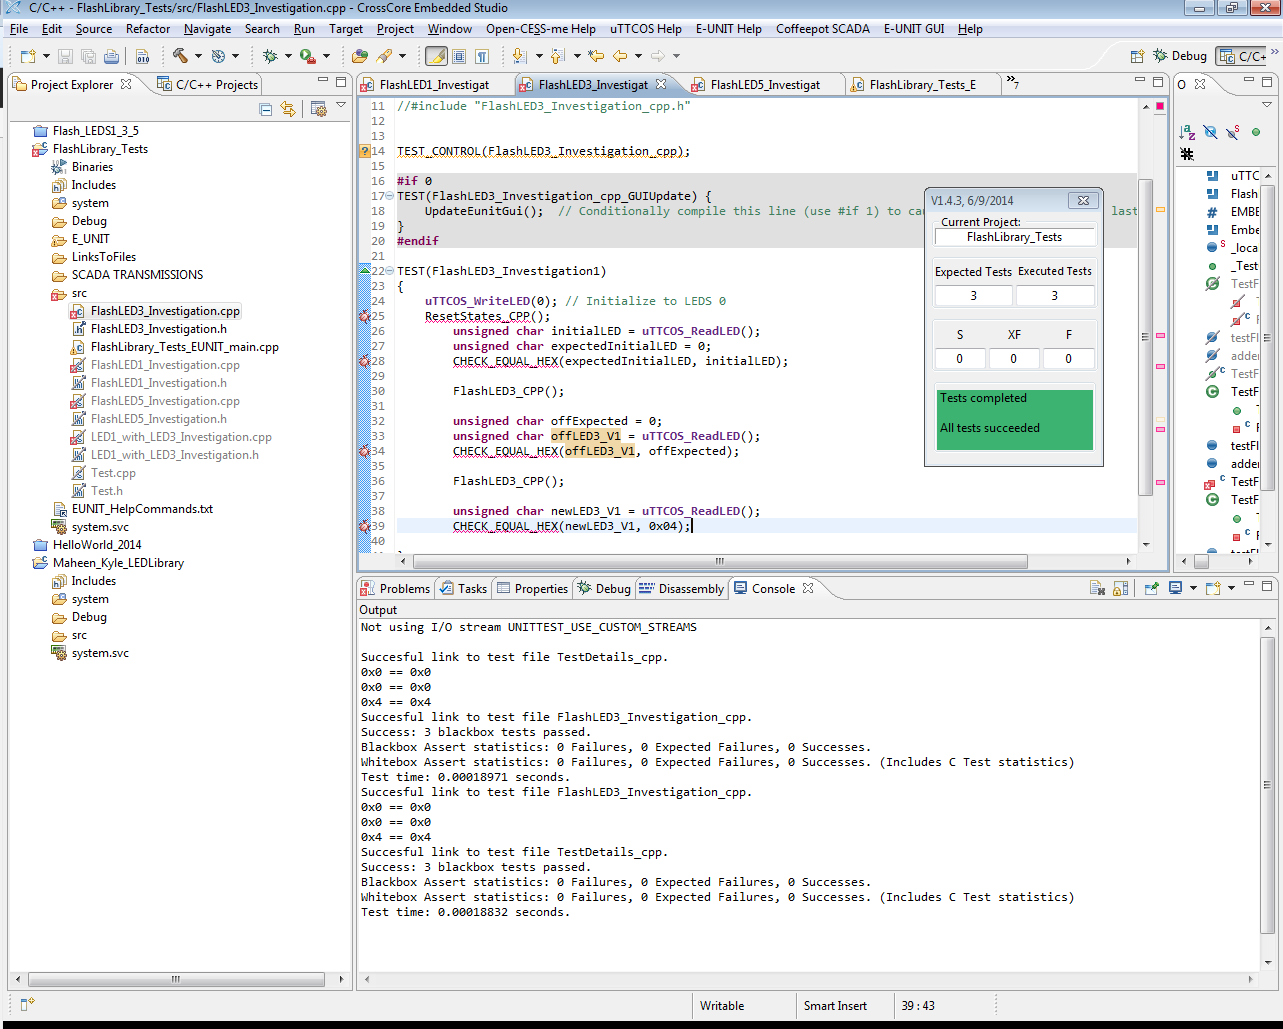 C/C++ - FlashLibrary_Tests/src/FlashLED3_Investigation.cpp - CrossCore Embedded Studio
File Edit Source Refactor Navigate Search Run Target Project Window Open-CESS-me Help uTTCOS Help E-UNIT Help Coffeepot SCADA E-UNIT GUI Help
Debug C/C+
Project Explorer C/C++ Projects
Flash_LEDS1_3_5
FlashLibrary_Tests
Binaries
Includes
system
Debug
E_UNIT
LinksToFiles
SCADA TRANSMISSIONS
src
FlashLED3_Investigation.cpp
FlashLED3_Investigation.h
FlashLibrary_Tests_EUNIT_main.cpp
FlashLED1_Investigation.cpp
FlashLED1_Investigation.h
FlashLED5_Investigation.cpp
FlashLED5_Investigation.h
LED1_with_LED3_Investigation.cpp
LED1_with_LED3_Investigation.h
Test.cpp
Test.h
EUNIT_HelpCommands.txt
system.svc
HelloWorld_2014
Maheen_Kyle_LEDLibrary
Includes
system
Debug
src
system.svc
FlashLED1_Investigat FlashLED3_Investigat FlashLED5_Investigat FlashLibrary_Tests_E »7
11 //#include "FlashLED3_Investigation_cpp.h"
12
13
14 TEST_CONTROL(FlashLED3_Investigation_cpp);
15
16 #if 0
17 TEST(FlashLED3_Investigation_cpp_GUIUpdate) {
18 UpdateEunitGui(); // Conditionally compile this line (use #if 1) to cau last
19 }
20 #endif
21
22 TEST(FlashLED3_Investigation1)
23 {
24 uTTCOS_WriteLED(0); // Initialize to LEDS 0
25 ResetStates_CPP();
26 unsigned char initialLED = uTTCOS_ReadLED();
27 unsigned char expectedInitialLED = 0;
28 CHECK_EQUAL_HEX(expectedInitialLED, initialLED);
29
30 FlashLED3_CPP();
31
32 unsigned char offExpected = 0;
33 unsigned char offLED3_V1 = uTTCOS_ReadLED();
34 CHECK_EQUAL_HEX(offLED3_V1, offExpected);
35
36 FlashLED3_CPP();
37
38 unsigned char newLED3_V1 = uTTCOS_ReadLED();
39 CHECK_EQUAL_HEX(newLED3_V1, 0x04);
40
V1.4.3, 6/9/2014
Current Project:
FlashLibrary_Tests
Expected Tests Executed Tests
3 3
S XF F
0 0 0
Tests completed
All tests succeeded
O
uTTC
Flash
EMBE
Embe
_loca
_Test
TestF
T
F
testFl
adde
TestF
TestF
T
F
testFl
adde
TestF
TestF
Problems Tasks Properties Debug Disassembly Console
Output
Not using I/O stream UNITTEST_USE_CUSTOM_STREAMS
Succesful link to test file TestDetails_cpp.
0x0 == 0x0
0x0 == 0x0
0x4 == 0x4
Succesful link to test file FlashLED3_Investigation_cpp.
Success: 3 blackbox tests passed.
Blackbox Assert statistics: 0 Failures, 0 Expected Failures, 0 Successes.
Whitebox Assert statistics: 0 Failures, 0 Expected Failures, 0 Successes. (Includes C Test statistics)
Test time: 0.00018971 seconds.
Succesful link to test file FlashLED3_Investigation_cpp.
0x0 == 0x0
0x0 == 0x0
0x4 == 0x4
Succesful link to test file TestDetails_cpp.
Success: 3 blackbox tests passed.
Blackbox Assert statistics: 0 Failures, 0 Expected Failures, 0 Successes.
Whitebox Assert statistics: 0 Failures, 0 Expected Failures, 0 Successes. (Includes C Test statistics)
Test time: 0.00018832 seconds.
Writable Smart Insert 39 : 43